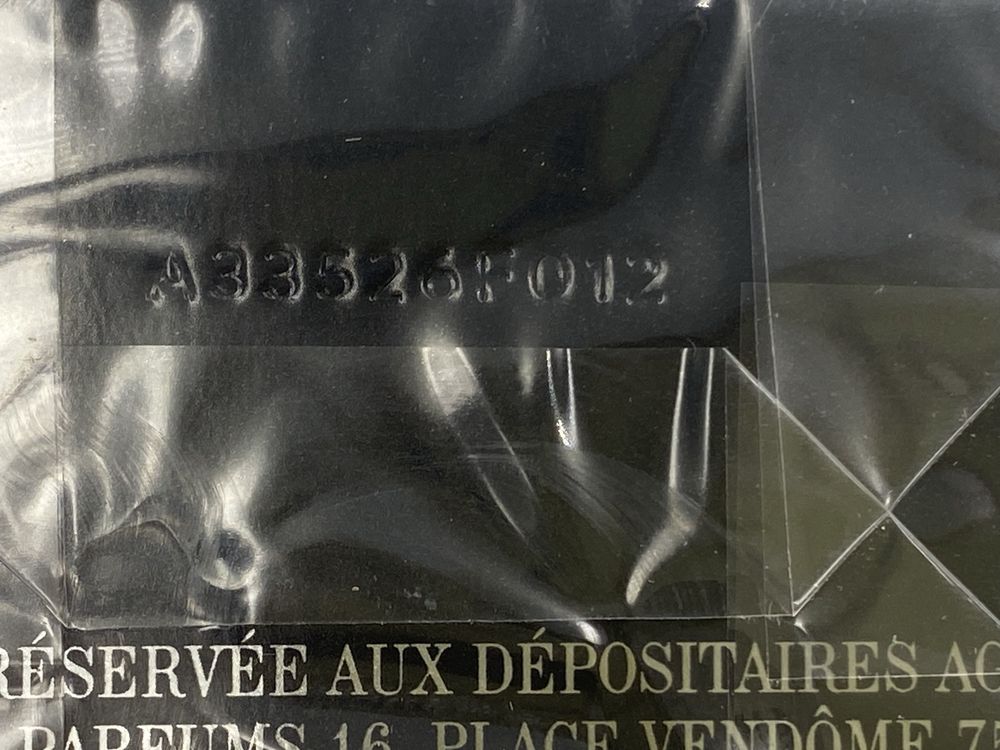 A33526F012
RÉSERVÉE AUX DÉPOSITAIRES
PARFUMS 16, PLACE VENDÔME